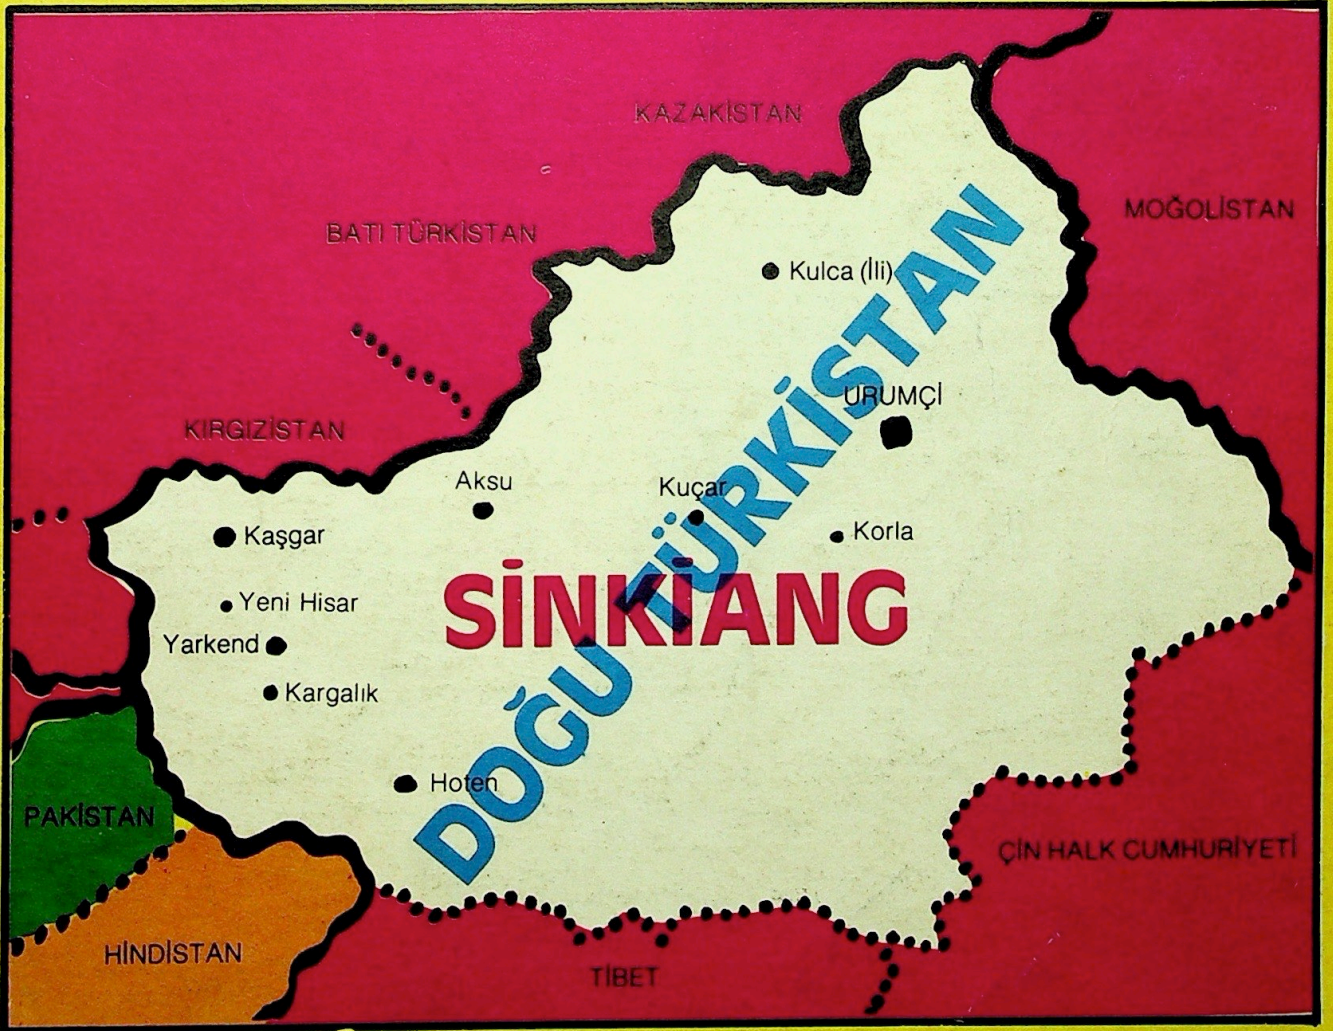 KAZAKİSTAN
MOĞOLİSTAN
BATI TÜRKİSTAN
Kulca (İli)
URUMÇİ
KIRGIZİSTAN
Aksu
Kuçar
Kaşgar
Korla
DOĞU TÜRKİSTAN
SİNKİANG
Yeni Hisar
Yarkend
Kargalık
Hoten
PAKİSTAN
ÇİN HALK CUMHURİYETİ
HİNDİSTAN
TİBET